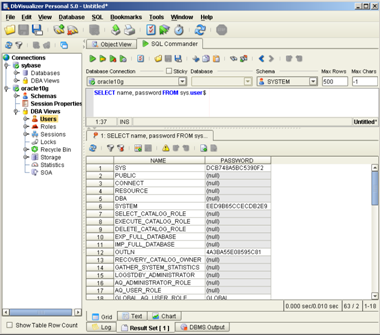 DbVisualizer Personal 5.0 - Untitled*
File Edit View Database SQL Bookmarks Tools Window Help
Connections
sybase
Databases
DBA Views
oracle10g
Schemas
Session Properties
DBA Views
Users
Roles
Sessions
Locks
Recycle Bin
Storage
Statistics
SGA
Show Table Row Count
Object View SQL Commander
Database Connection Sticky Database Schema Max Rows Max Chars
oracle10g SYSTEM 500 -1
SELECT name, password FROM sys.user$
1:37 INS Untitled*
1: SELECT name, password FROM sys...
NAME PASSWORD
1 SYS DCB748A5BC5390F2
2 PUBLIC (null)
3 CONNECT (null)
4 RESOURCE (null)
5 DBA (null)
6 SYSTEM EED9B65CCECDB2E9
7 SELECT_CATALOG_ROLE (null)
8 EXECUTE_CATALOG_ROLE (null)
9 DELETE_CATALOG_ROLE (null)
10 EXP_FULL_DATABASE (null)
11 IMP_FULL_DATABASE (null)
12 OUTLN 4A3BA55E08595C81
13 RECOVERY_CATALOG_OWNER (null)
14 GATHER_SYSTEM_STATISTICS (null)
15 LOGSTDBY_ADMINISTRATOR (null)
16 AQ_ADMINISTRATOR_ROLE (null)
17 AQ_USER_ROLE (null)
18 GLOBAL_AQ_USER_ROLE GLOBAL
0.000 sec/0.010 sec 63 / 2 1-18
Grid Text Chart
Log Result Set [ 1 ] DBMS Output